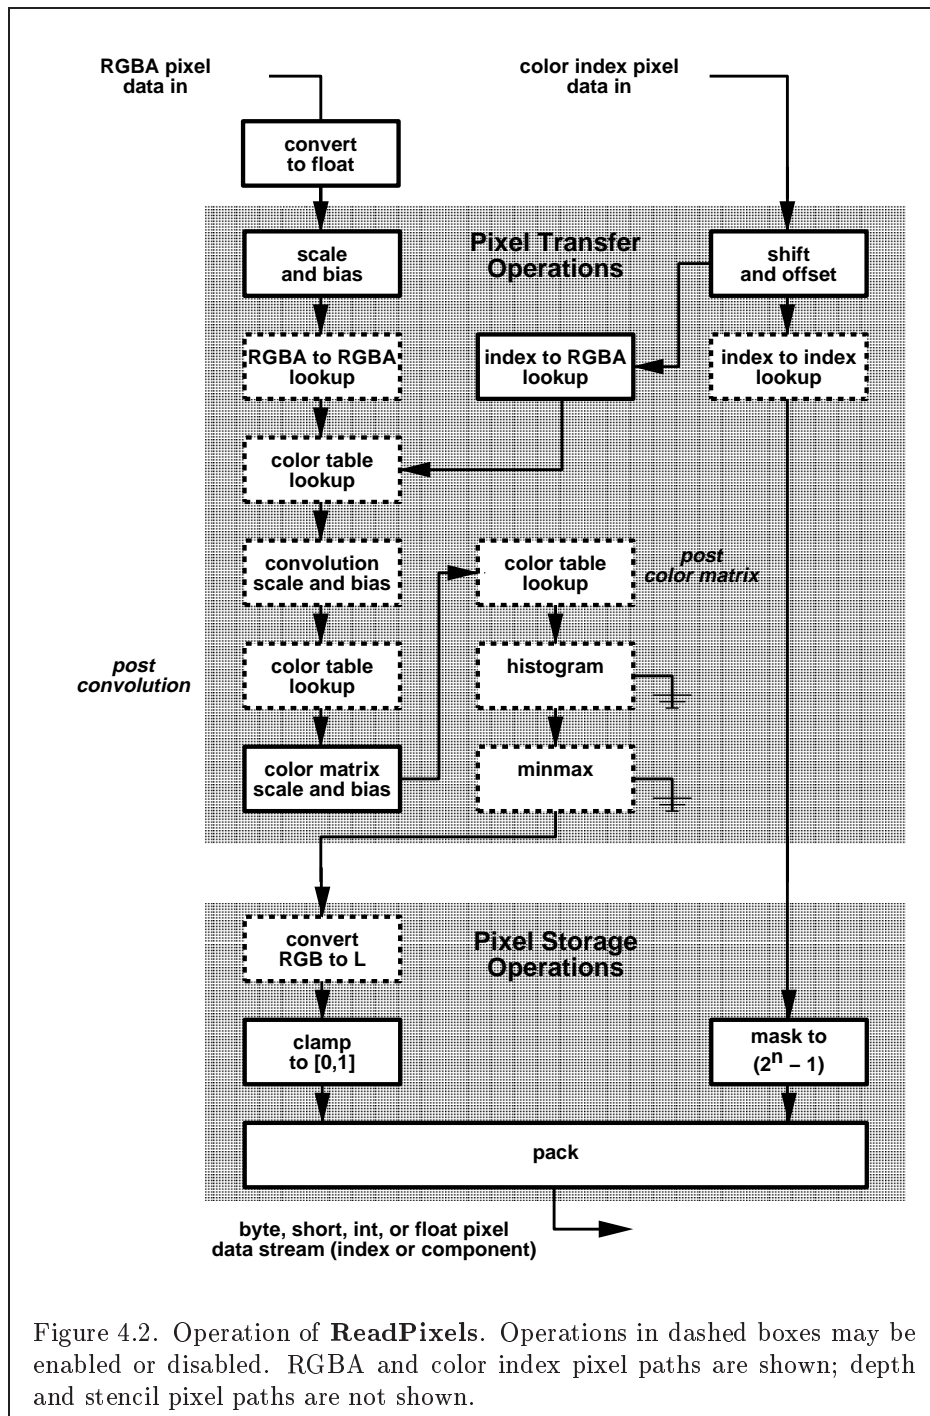 RGBA pixel
data in
color index pixel
data in
convert
to float
Pixel Transfer
Operations
scale
and bias
shift
and offset
RGBA to RGBA
lookup
index to RGBA
lookup
index to index
lookup
color table
lookup
convolution
scale and bias
color table
lookup
post
color matrix
post
convolution
color table
lookup
histogram
color matrix
scale and bias
minmax
Pixel Storage
Operations
convert
RGB to L
clamp
to [0,1]
mask to
(2^n – 1)
pack
byte, short, int, or float pixel
data stream (index or component)
Figure 4.2. Operation of ReadPixels. Operations in dashed boxes may be
enabled or disabled. RGBA and color index pixel paths are shown; depth
and stencil pixel paths are not shown.